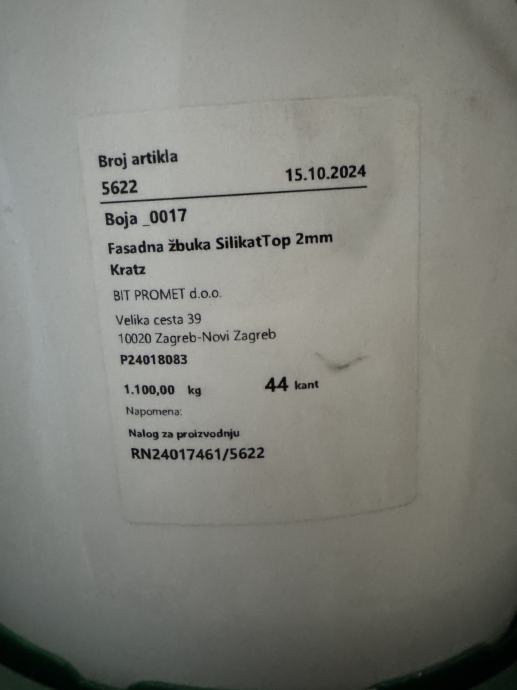 Broj artikla
5622 15.10.2024
Boja _0017
Fasadna žbuka SilikatTop 2mm
Kratz
BIT PROMET d.o.o.
Velika cesta 39
10020 Zagreb-Novi Zagreb
P24018083
1.100,00 kg 44 kant
Napomena:
Nalog za proizvodnju
RN24017461/5622